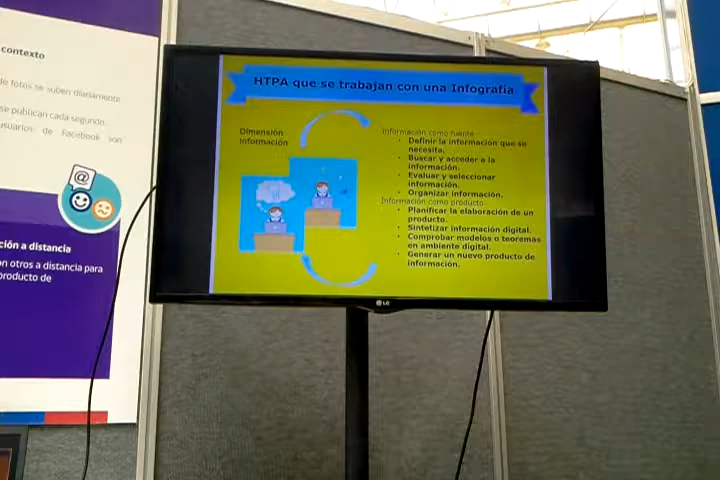 contexto
de fotos se suben diariamente
se publican cada segundo.
usuarios de Facebook son
@
ción a distancia
on otros a distancia para
producto de
HTPA que se trabajan con una Infografía
Dimensión
Información
Información como fuente
• Definir la información que se
necesita.
• Buscar y acceder a la
información.
• Evaluar y seleccionar
información.
• Organizar información.
Información como producto
• Planificar la elaboración de un
producto.
• Sintetizar información digital.
• Comprobar modelos o teoremas
en ambiente digital.
• Generar un nuevo producto de
información.
LG